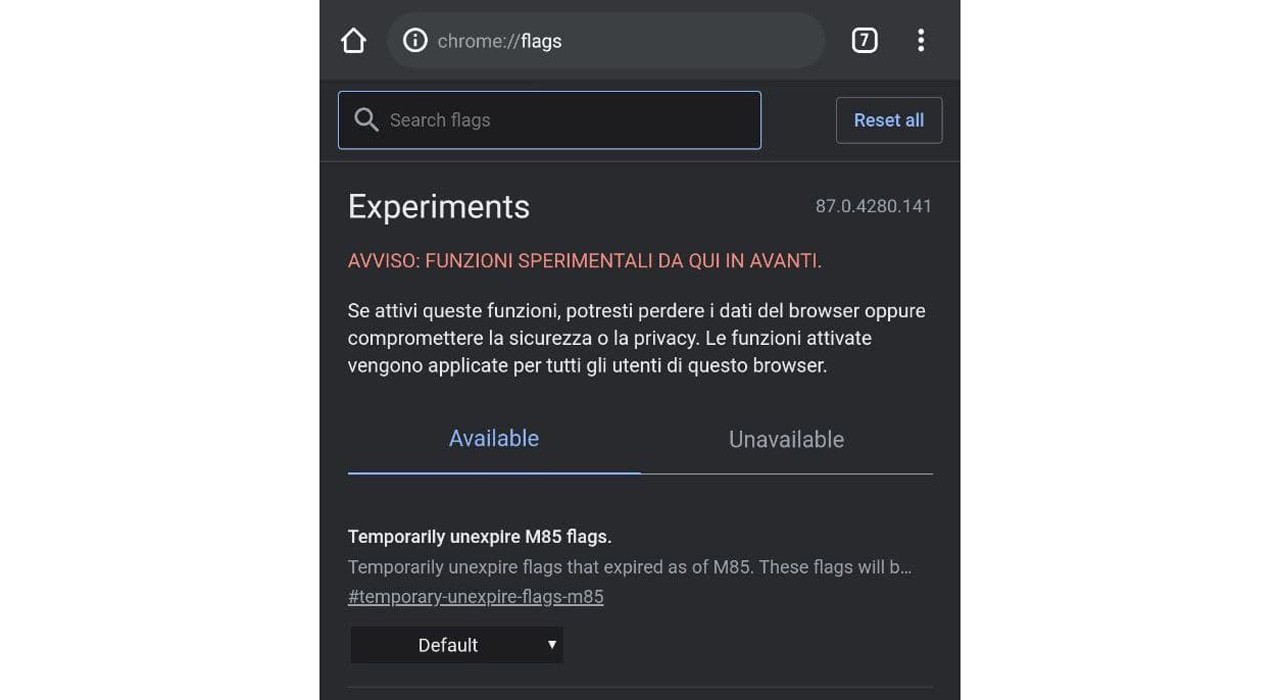 chrome://flags
7
Search flags
Reset all
Experiments
87.0.4280.141
AVVISO: FUNZIONI SPERIMENTALI DA QUI IN AVANTI.
Se attivi queste funzioni, potresti perdere i dati del browser oppure
compromettere la sicurezza o la privacy. Le funzioni attivate
vengono applicate per tutti gli utenti di questo browser.
Available
Unavailable
Temporarily unexpire M85 flags.
Temporarily unexpire flags that expired as of M85. These flags will b…
#temporary-unexpire-flags-m85
Default